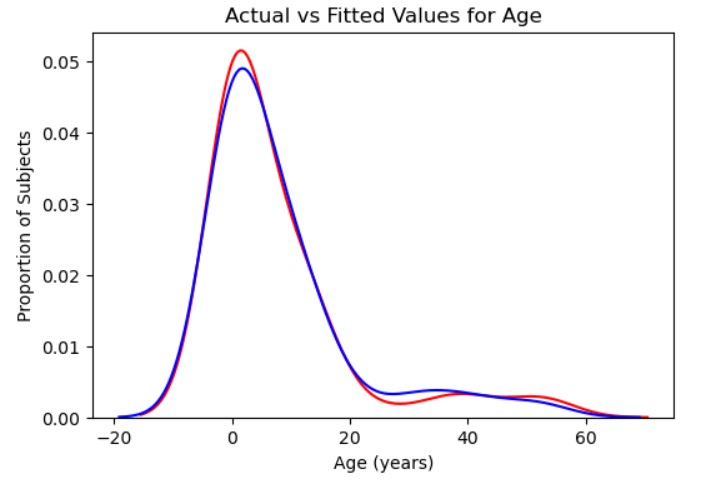 Actual vs Fitted Values for Age
0.05
0.04
0.03
0.02
0.01
0.00
Proportion of Subjects
−20 0 20 40 60
Age (years)